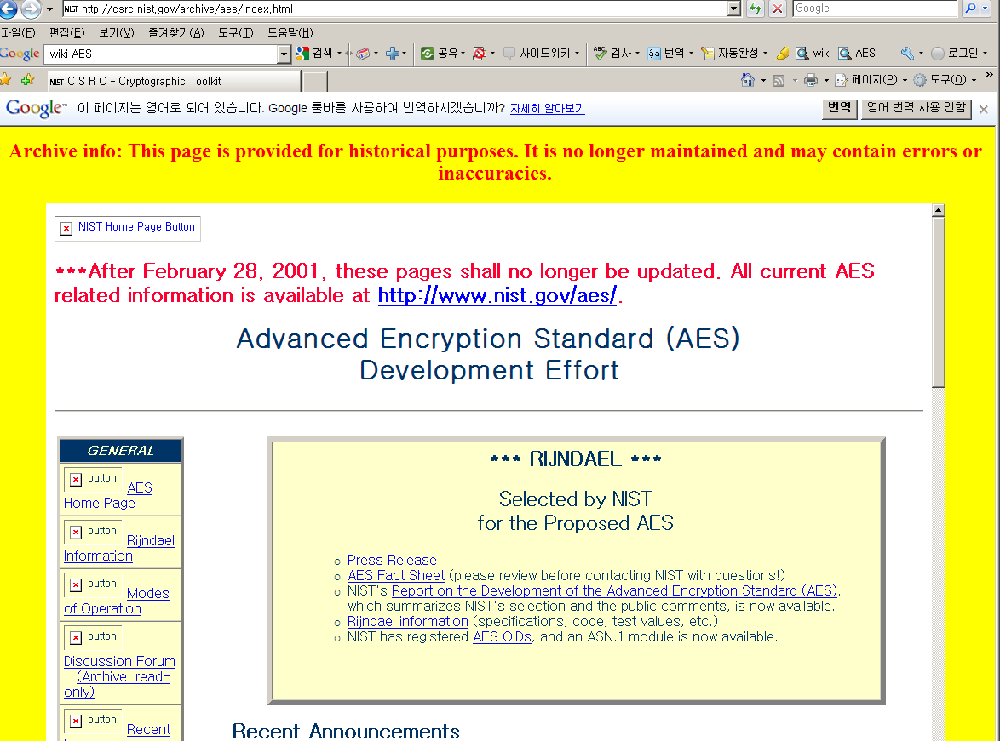 NIST http://csrc.nist.gov/archive/aes/index.html Google
파일(F) 편집(E) 보기(V) 즐겨찾기(A) 도구(T) 도움말(H)
Google wiki AES 검색 공유 사이드위키 검사 번역 자동완성 wiki AES 로그인
NIST C S R C - Cryptographic Toolkit 페이지(P) 도구(O) »
Google™ 이 페이지는 영어로 되어 있습니다. Google 툴바를 사용하여 번역하시겠습니까? 자세히 알아보기 번역 영어 번역 사용 안함
Archive info: This page is provided for historical purposes. It is no longer maintained and may contain errors or
inaccuracies.
NIST Home Page Button
***After February 28, 2001, these pages shall no longer be updated. All current AES-
related information is available at http://www.nist.gov/aes/.
Advanced Encryption Standard (AES)
Development Effort
GENERAL
button AES
Home Page
button Rijndael
Information
button Modes
of Operation
button
Discussion Forum
(Archive: read-
only)
button Recent
*** RIJNDAEL ***
Selected by NIST
for the Proposed AES
Press Release
AES Fact Sheet (please review before contacting NIST with questions!)
NIST's Report on the Development of the Advanced Encryption Standard (AES),
which summarizes NIST's selection and the public comments, is now available.
Rijndael information (specifications, code, test values, etc.)
NIST has registered AES OIDs, and an ASN.1 module is now available.
Recent Announcements